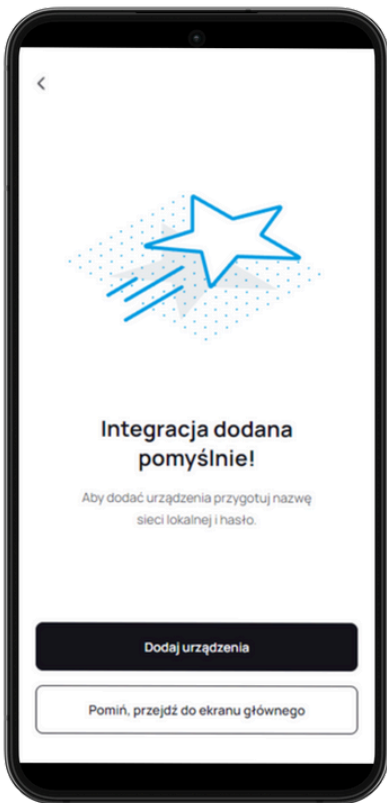 Integracja dodana
pomyślnie!
Aby dodać urządzenia przygotuj nazwę
sieci lokalnej i hasło.
Dodaj urządzenia
Pomiń, przejdź do ekranu głównego